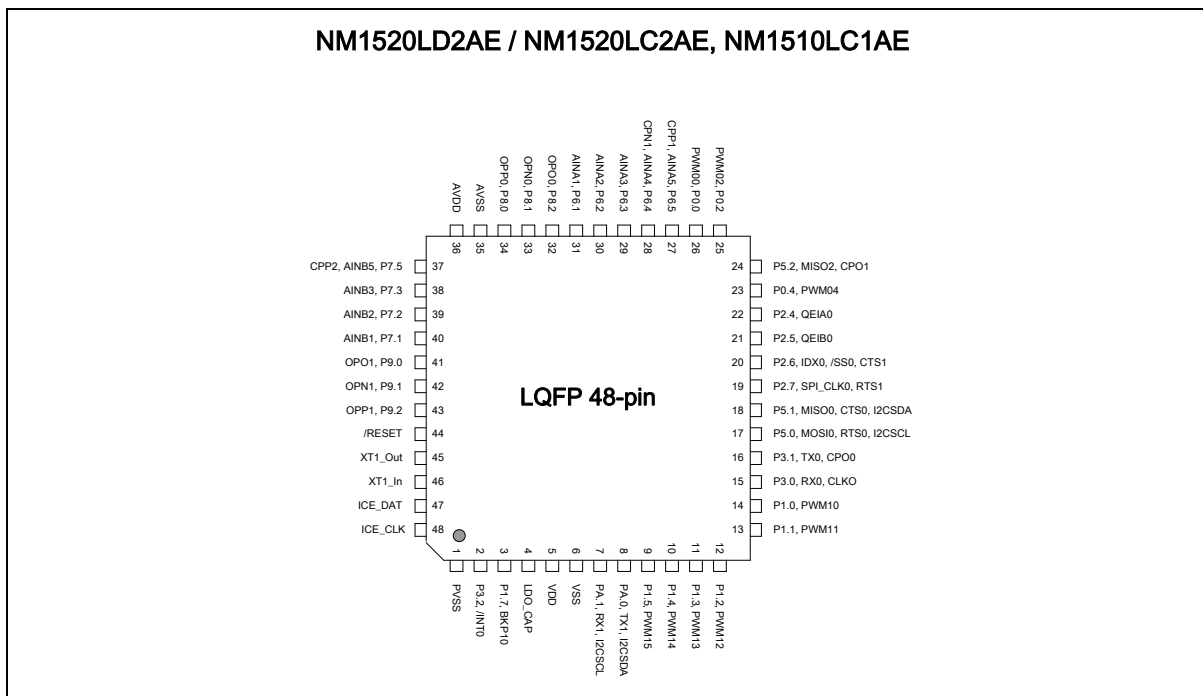 NM1520LD2AE / NM1520LC2AE, NM1510LC1AE
AVDD
AVSS
OPP0, P8.0
OPN0, P8.1
OPO0, P8.2
AINA1, P6.1
AINA2, P6.2
AINA3, P6.3
CPN1, AINA4, P6.4
CPP1, AINA5, P6.5
PWM00, P0.0
PWM02, P0.2
36
35
34
33
32
31
30
29
28
27
26
25
CPP2, AINB5, P7.5 37
AINB3, P7.3 38
AINB2, P7.2 39
AINB1, P7.1 40
OPO1, P9.0 41
OPN1, P9.1 42
OPP1, P9.2 43
/RESET 44
XT1_Out 45
XT1_In 46
ICE_DAT 47
ICE_CLK 48
LQFP 48-pin
24 P5.2, MISO2, CPO1
23 P0.4, PWM04
22 P2.4, QEIA0
21 P2.5, QEIB0
20 P2.6, IDX0, /SS0, CTS1
19 P2.7, SPI_CLK0, RTS1
18 P5.1, MISO0, CTS0, I2CSDA
17 P5.0, MOSI0, RTS0, I2CSCL
16 P3.1, TX0, CPO0
15 P3.0, RX0, CLKO
14 P1.0, PWM10
13 P1.1, PWM11
1
2
3
4
5
6
7
8
9
10
11
12
PVSS
P3.2, /INT0
P1.7, BKP10
LDO_CAP
VDD
VSS
PA.1, RX1, I2CSCL
PA.0, TX1, I2CSDA
P1.5, PWM15
P1.4, PWM14
P1.3, PWM13
P1.2, PWM12